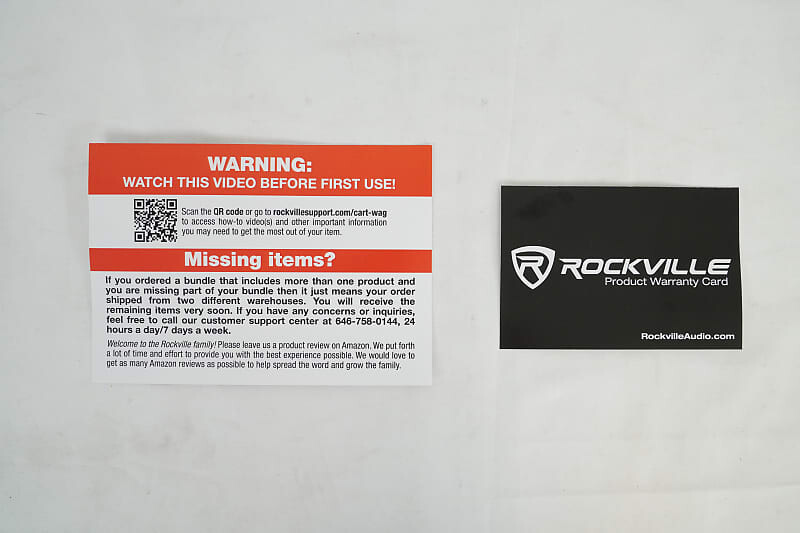 WARNING:
WATCH THIS VIDEO BEFORE FIRST USE!
Scan the QR code or go to rockvillesupport.com/cart-wag
to access how-to video(s) and other important information
you may need to get the most out of your item.
Missing items?
If you ordered a bundle that includes more than one product and
you are missing part of your bundle then it just means your order
shipped from two different warehouses. You will receive the
remaining items very soon. If you have any concerns or inquiries,
feel free to call our customer support center at 646-758-0144, 24
hours a day/7 days a week.
Welcome to the Rockville family! Please leave us a product review on Amazon. We put forth
a lot of time and effort to provide you with the best experience possible. We would love to
get as many Amazon reviews as possible to help spread the word and grow the family.
ROCKVILLE
Product Warranty Card
RockvilleAudio.com